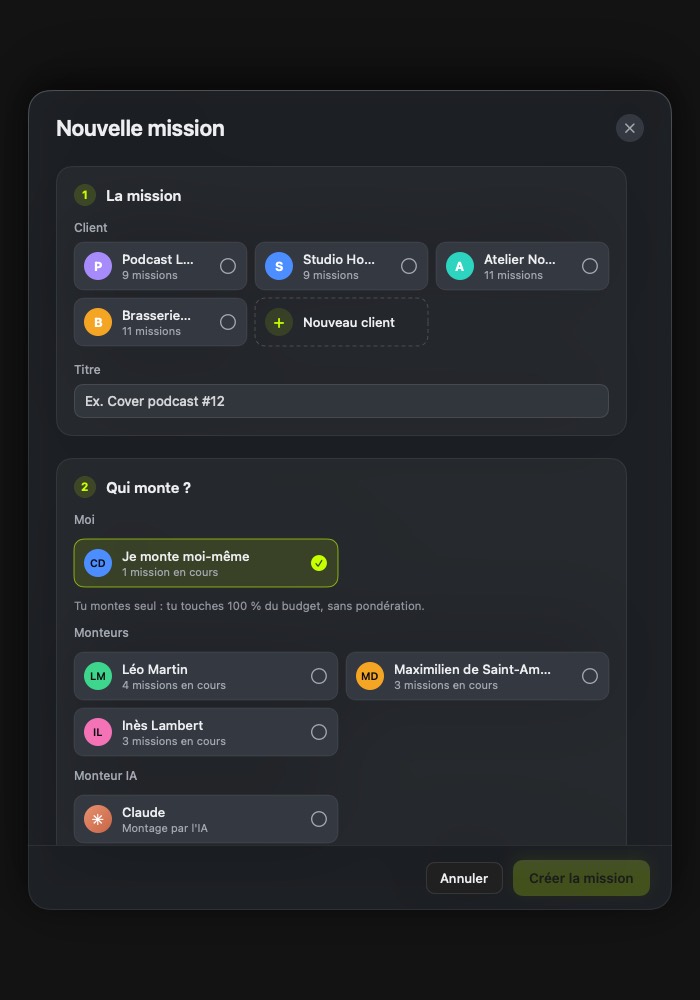 Nouvelle mission
1 La mission
Client
P Podcast L...
9 missions
S Studio Ho...
9 missions
A Atelier No...
11 missions
B Brasserie...
11 missions
+ Nouveau client
Titre
Ex. Cover podcast #12
2 Qui monte ?
Moi
CD Je monte moi-même
1 mission en cours
Tu montes seul : tu touches 100 % du budget, sans pondération.
Monteurs
LM Léo Martin
4 missions en cours
MD Maximilien de Saint-Am...
3 missions en cours
IL Inès Lambert
3 missions en cours
Monteur IA
Claude
Montage par l'IA
Annuler
Créer la mission